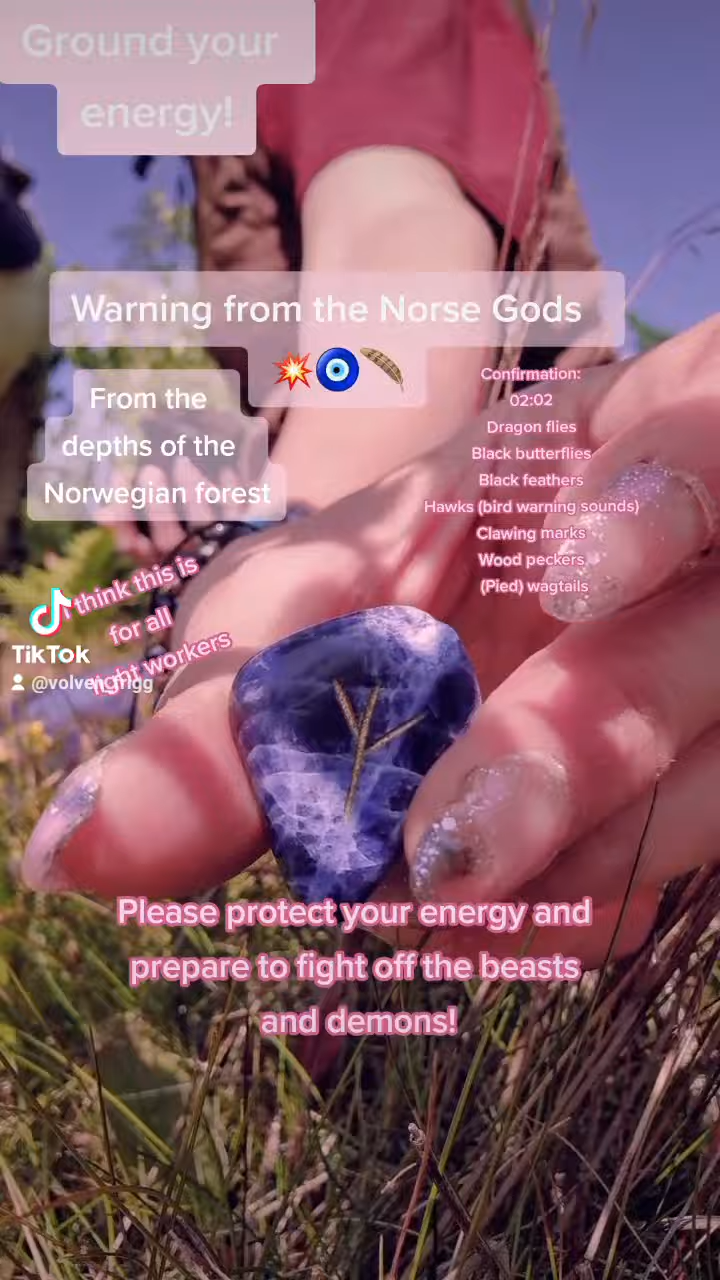 Ground your
energy!
Warning from the Norse Gods
💥🧿🪶
From the
depths of the
Norwegian forest
Confirmation:
02:02
Dragon flies
Black butterflies
Black feathers
Hawks (bird warning sounds)
Clawing marks
Wood peckers
(Pied) wagtails
think this is
for all
light workers
TikTok
Please protect your energy and
prepare to fight off the beasts
and demons!